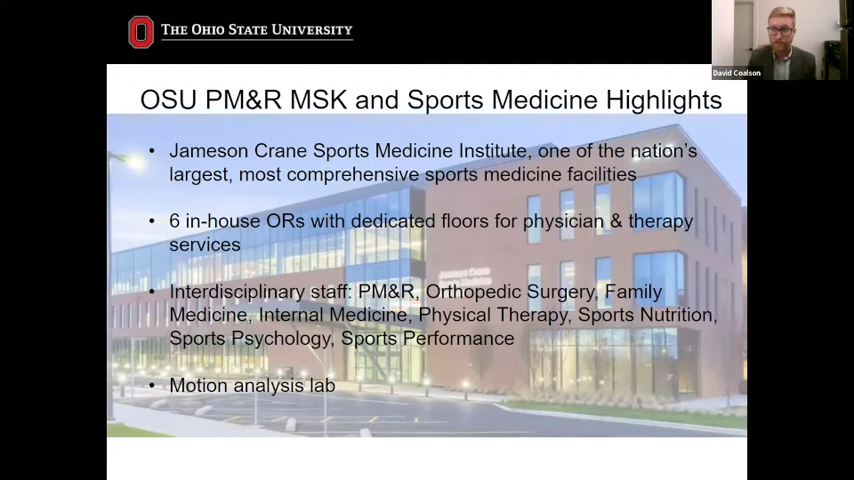 THE OHIO STATE UNIVERSITY
David Coalson
OSU PM&R MSK and Sports Medicine Highlights
• Jameson Crane Sports Medicine Institute, one of the nation's
largest, most comprehensive sports medicine facilities
• 6 in-house ORs with dedicated floors for physician & therapy
services
• Interdisciplinary staff: PM&R, Orthopedic Surgery, Family
Medicine, Internal Medicine, Physical Therapy, Sports Nutrition,
Sports Psychology, Sports Performance
• Motion analysis lab
Jameson Crane